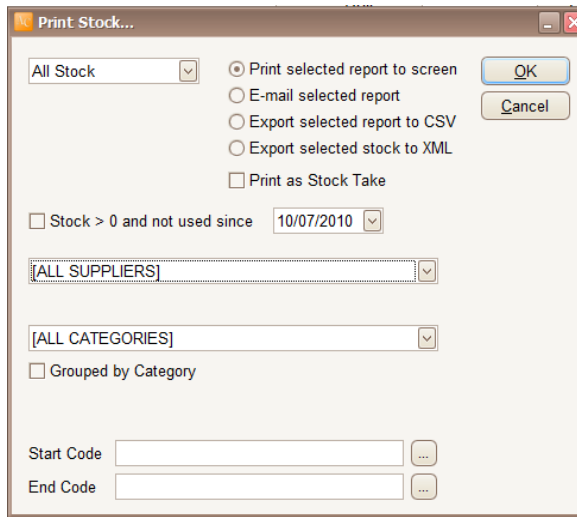 Print Stock...
All Stock
Print selected report to screen
OK
E-mail selected report
Cancel
Export selected report to CSV
Export selected stock to XML
Print as Stock Take
Stock > 0 and not used since 10/07/2010
[ALL SUPPLIERS]
[ALL CATEGORIES]
Grouped by Category
Start Code ...
End Code ...